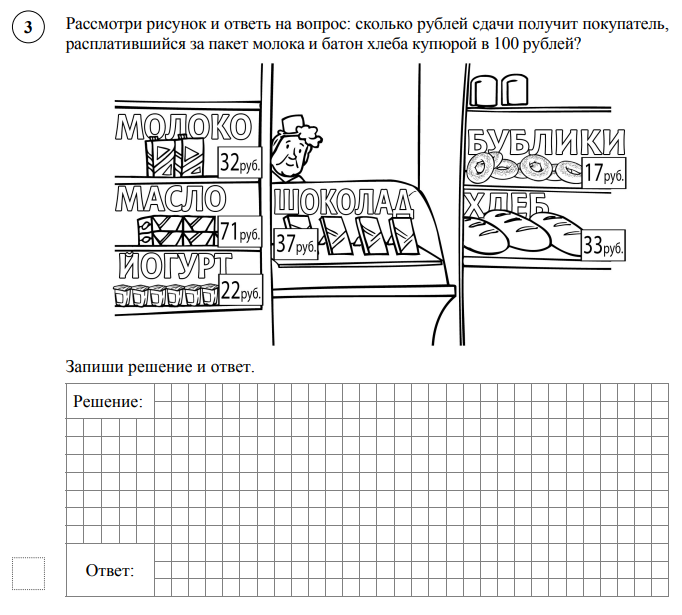 3
Рассмотри рисунок и ответь на вопрос: сколько рублей сдачи получит покупатель,
расплатившийся за пакет молока и батон хлеба купюрой в 100 рублей?
МОЛОКО
32руб.
МАСЛО
71руб.
ЙОГУРТ
22руб.
ШОКОЛАД
37руб.
БУБЛИКИ
17руб.
ХЛЕБ
33руб.
Запиши решение и ответ.
Решение:
Ответ: